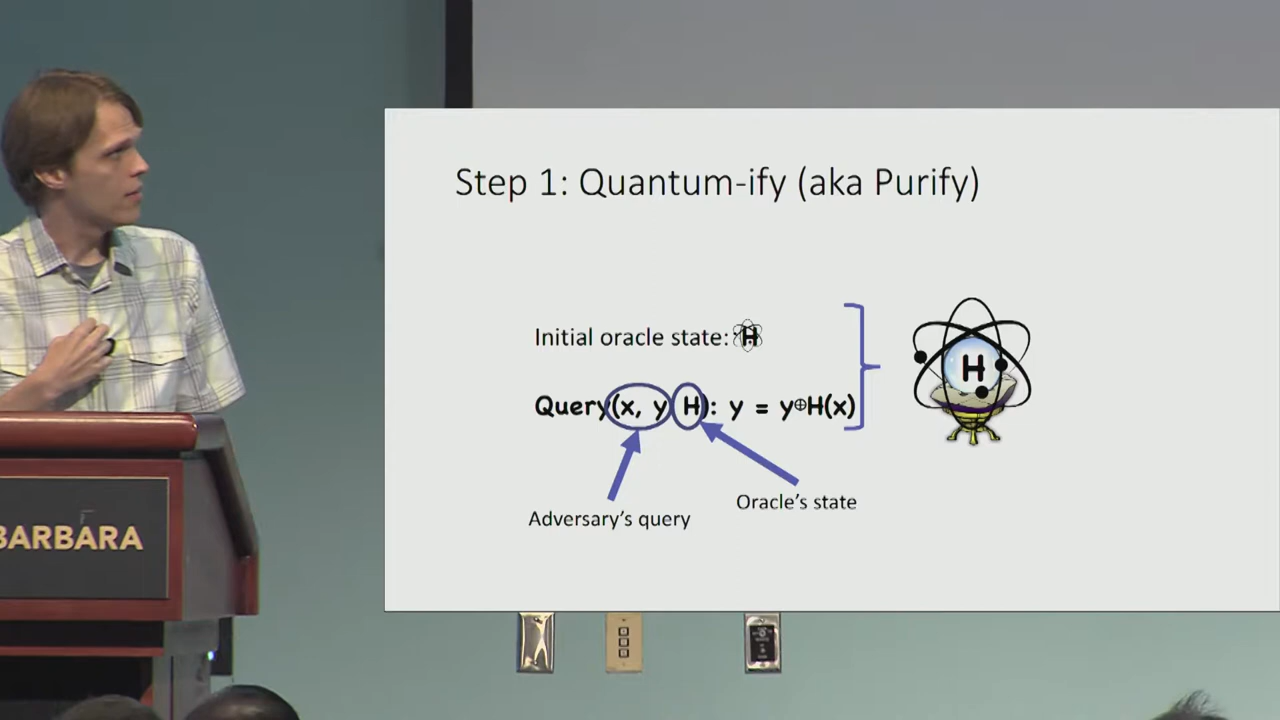 Step 1: Quantum-ify (aka Purify)
Initial oracle state: H
Query(x, y, H): y = y⊕H(x)
H
Adversary's query
Oracle's state
BARBARA